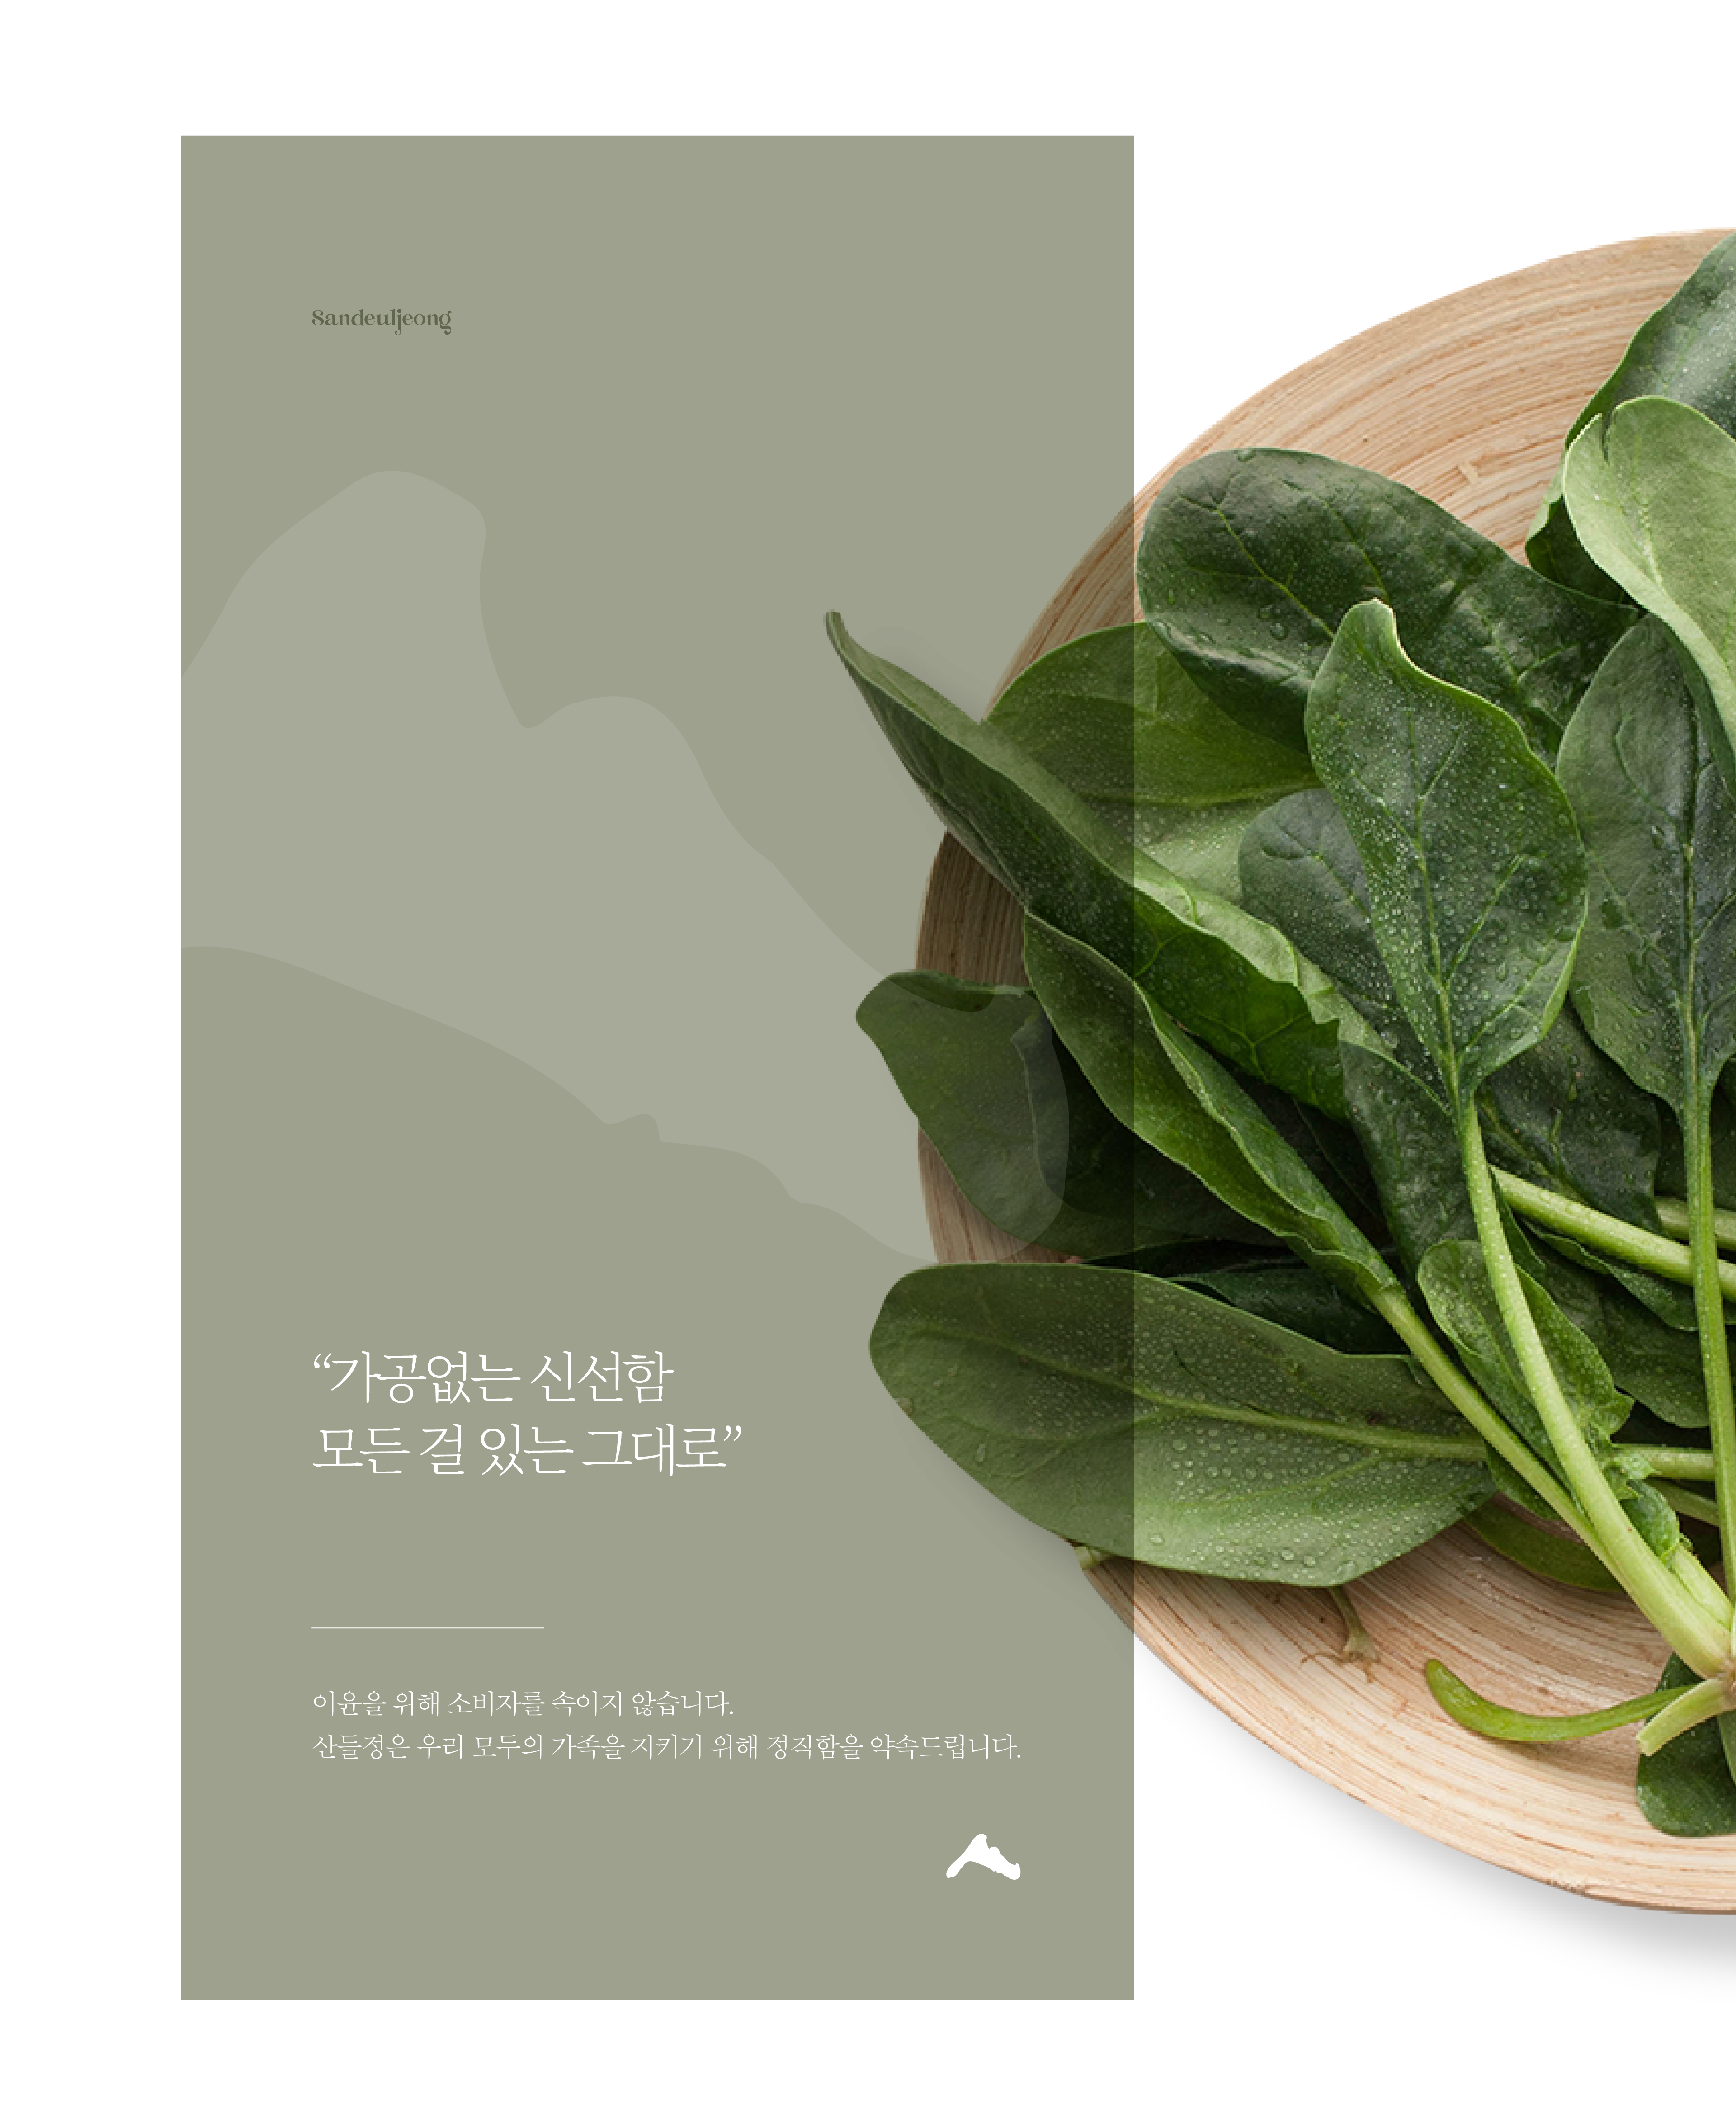 Sandeuljeong
“가공없는 신선함
모든 걸 있는 그대로”
이윤을 위해 소비자를 속이지 않습니다.
산들정은 우리 모두의 가족을 지키기 위해 정직함을 약속드립니다.